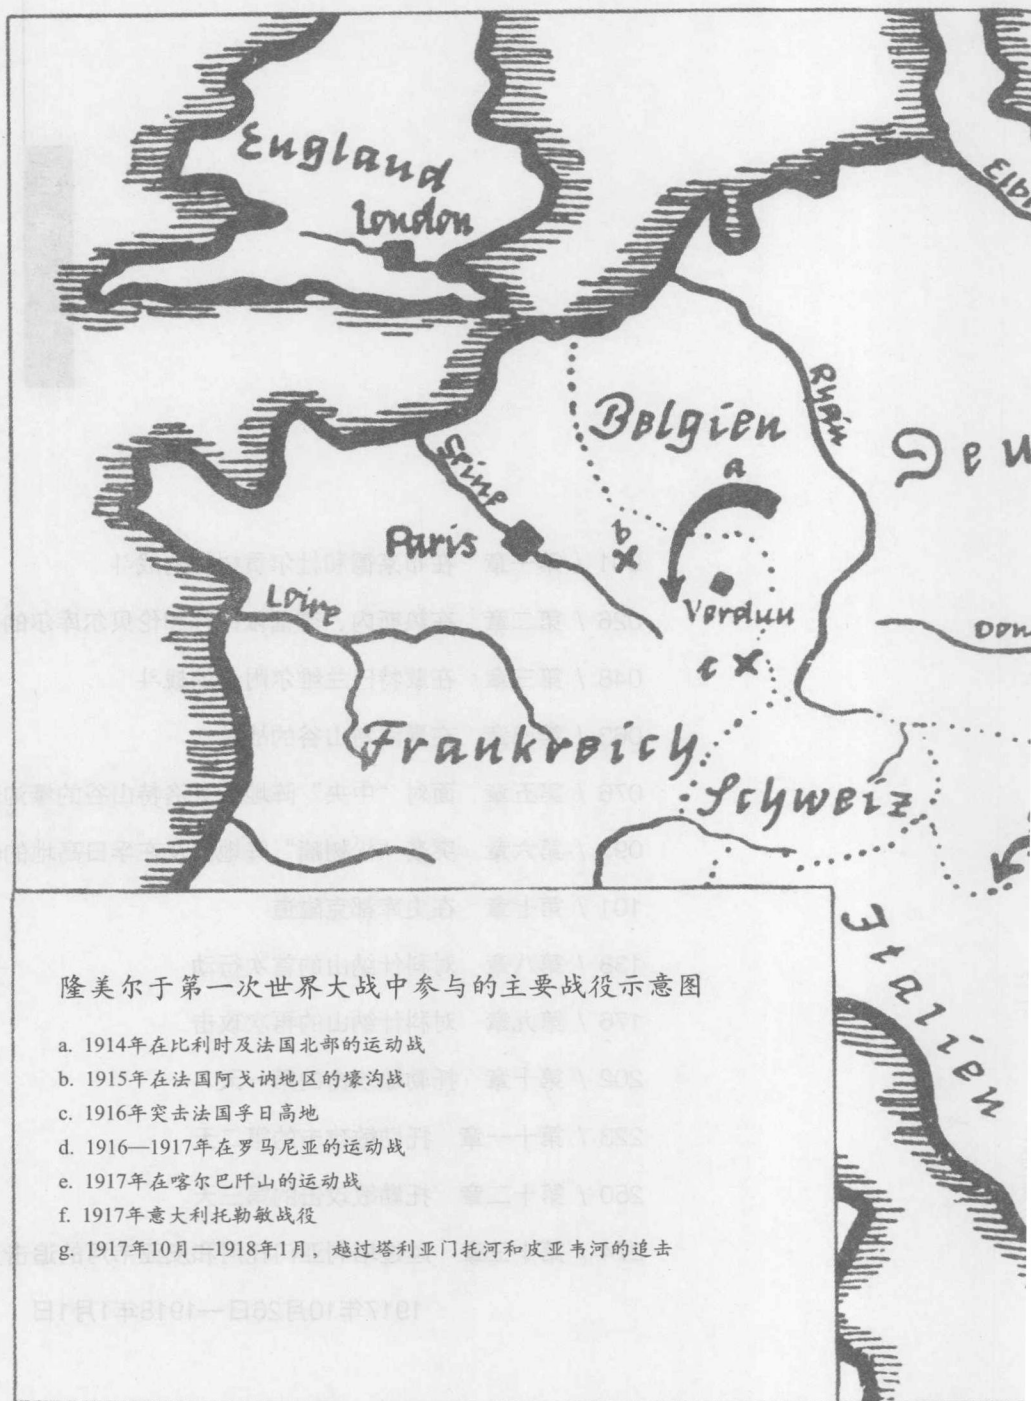 England
London
Elb
Rhein
Belgien
Deu
a
Seine
b
Paris
Verdun
Loire
Don
c
Frankreich
Schweiz
Italien
隆美尔于第一次世界大战中参与的主要战役示意图
a. 1914年在比利时及法国北部的运动战
b. 1915年在法国阿戈讷地区的壕沟战
c. 1916年突击法国孚日高地
d. 1916—1917年在罗马尼亚的运动战
e. 1917年在喀尔巴阡山的运动战
f. 1917年意大利托勒敏战役
g. 1917年10月—1918年1月，越过塔利亚门托河和皮亚韦河的追击